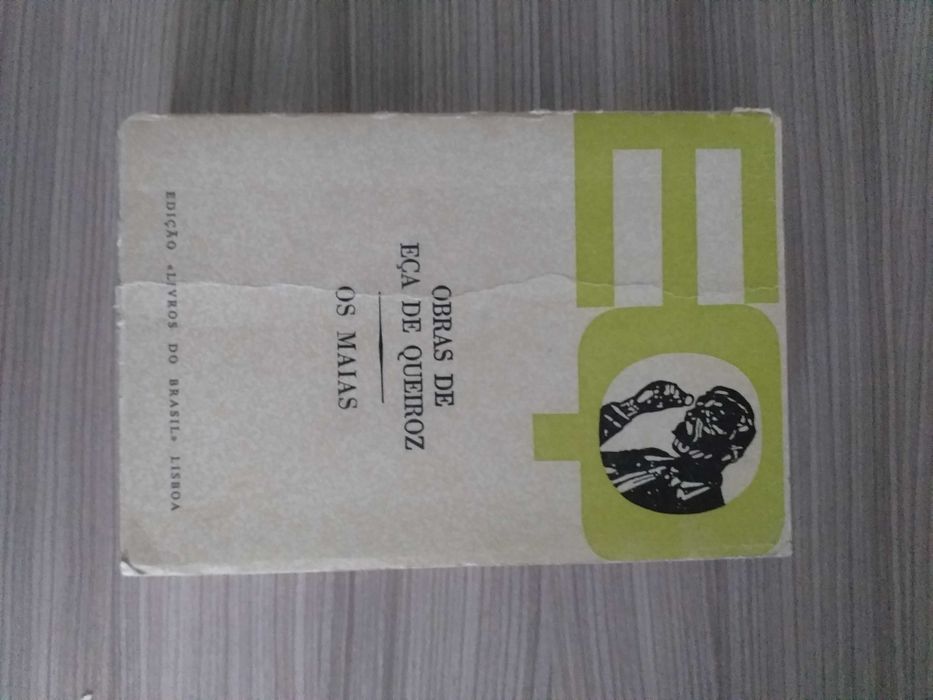 EQ
OBRAS DE
EÇA DE QUEIROZ
OS MAIAS
EDIÇÃO «LIVROS DO BRASIL» LISBOA